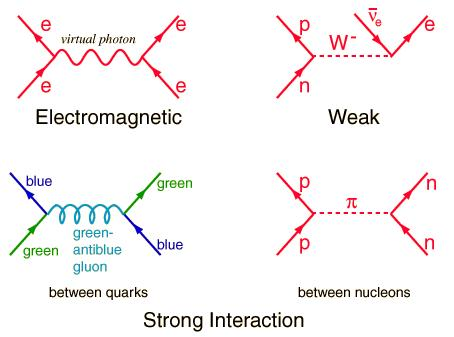 e
virtual photon
e
e
e
Electromagnetic
p
W-
ν̄e
e
n
Weak
blue
green
green
green-
antiblue
gluon
blue
between quarks
p
π
n
p
n
between nucleons
Strong Interaction